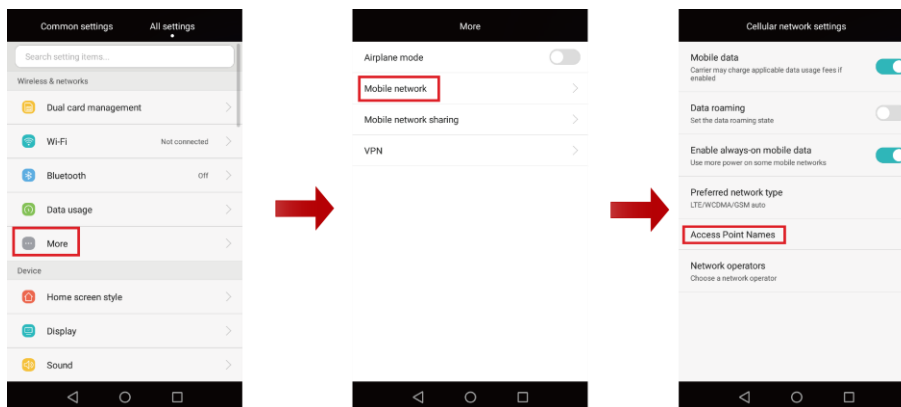 Common settings All settings
Search setting items...
Wireless & networks
Dual card management
Wi-Fi Not connected
Bluetooth Off
Data usage
More
Device
Home screen style
Display
Sound
More
Airplane mode
Mobile network
Mobile network sharing
VPN
Cellular network settings
Mobile data
Carrier may charge applicable data usage fees if
enabled
Data roaming
Set the data roaming state
Enable always-on mobile data
Use more power on some mobile networks
Preferred network type
LTE/WCDMA/GSM auto
Access Point Names
Network operators
Choose a network operator